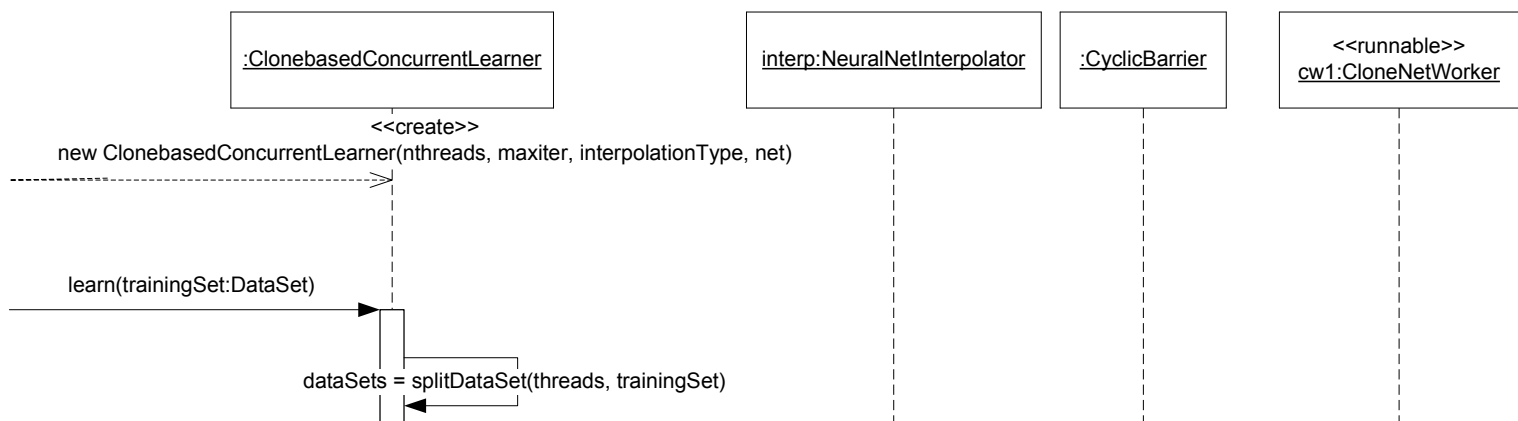 :ClonebasedConcurrentLearner
interp:NeuralNetInterpolator
:CyclicBarrier
<<runnable>>
cw1:CloneNetWorker
<<create>>
new ClonebasedConcurrentLearner(nthreads, maxiter, interpolationType, net)
learn(trainingSet:DataSet)
dataSets = splitDataSet(threads, trainingSet)